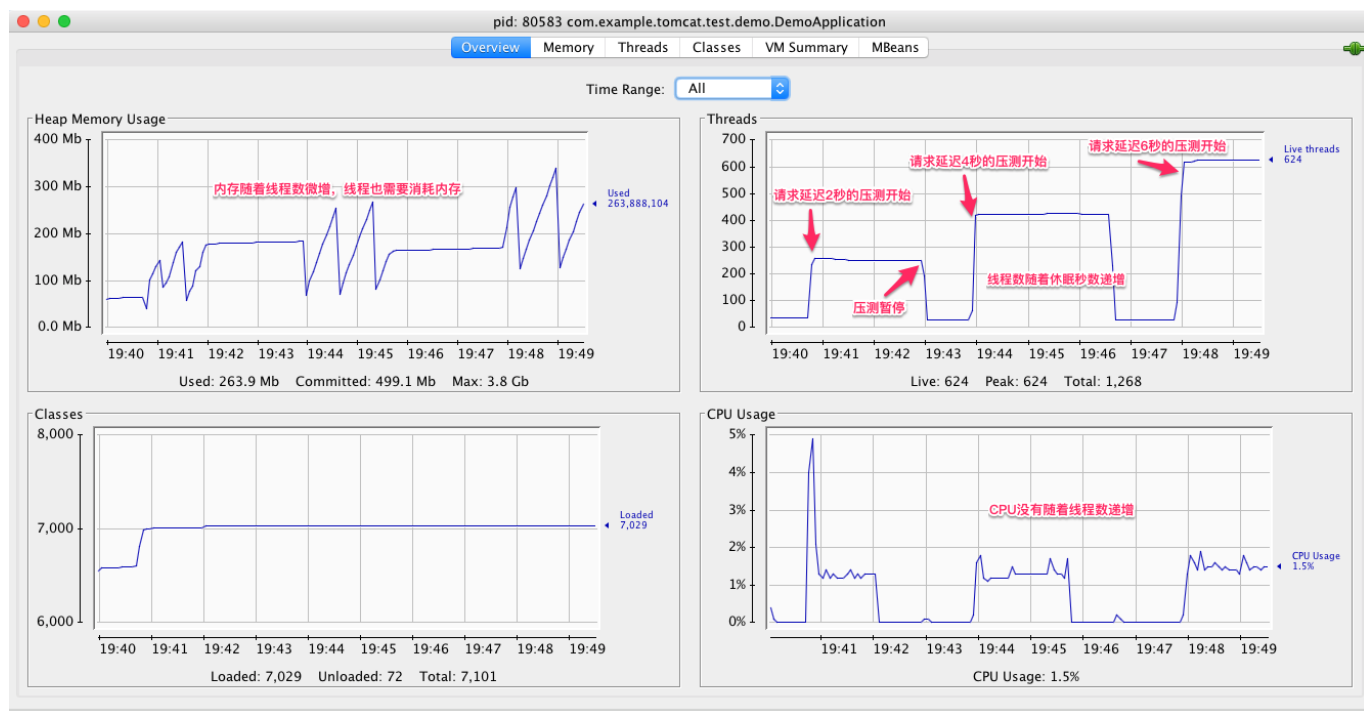 pid: 80583 com.example.tomcat.test.demo.DemoApplication
Overview Memory Threads Classes VM Summary MBeans
Time Range: All
Heap Memory Usage
400 Mb
300 Mb
200 Mb
100 Mb
0.0 Mb
内存随着线程数微增，线程也需要消耗内存
Used
263,888,104
19:40 19:41 19:42 19:43 19:44 19:45 19:46 19:47 19:48 19:49
Used: 263.9 Mb Committed: 499.1 Mb Max: 3.8 Gb
Threads
700
600
500
400
300
200
100
0
请求延迟2秒的压测开始
请求延迟4秒的压测开始
请求延迟6秒的压测开始
压测暂停
线程数随着休眠秒数递增
Live threads
624
19:40 19:41 19:42 19:43 19:44 19:45 19:46 19:47 19:48 19:49
Live: 624 Peak: 624 Total: 1,268
Classes
8,000
7,000
6,000
Loaded
7,029
19:40 19:41 19:42 19:43 19:44 19:45 19:46 19:47 19:48 19:49
Loaded: 7,029 Unloaded: 72 Total: 7,101
CPU Usage
5%
4%
3%
2%
1%
0%
CPU没有随着线程数递增
CPU Usage
1.5%
19:41 19:42 19:43 19:44 19:45 19:46 19:47 19:48 19:49
CPU Usage: 1.5%